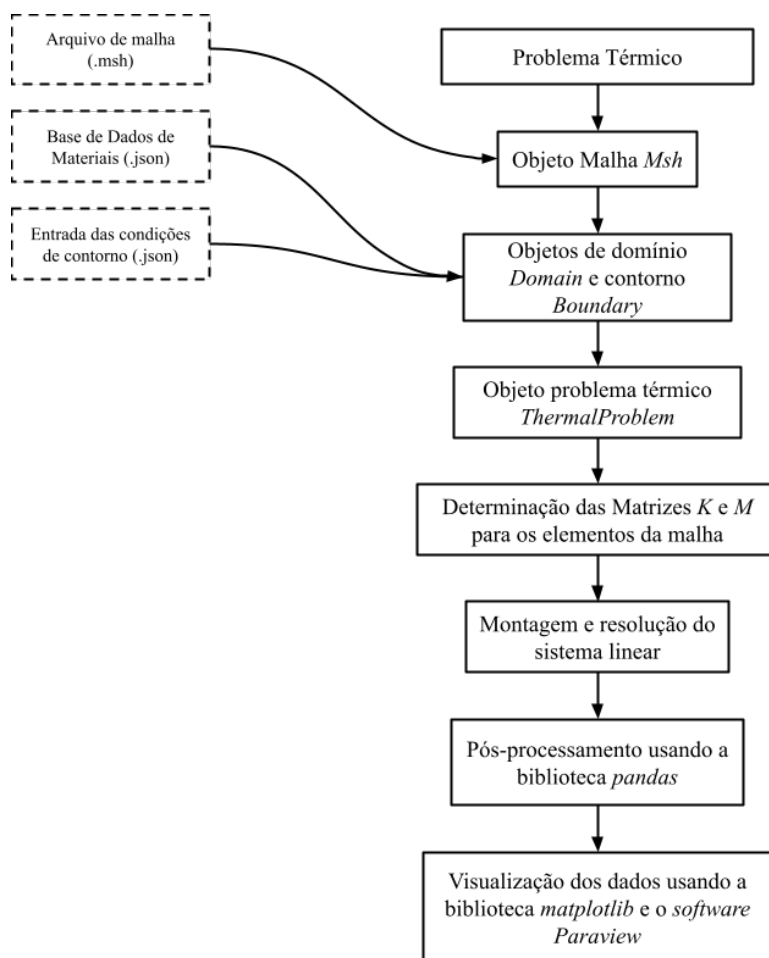 Arquivo de malha
(.msh)
Base de Dados de
Materiais (.json)
Entrada das condições
de contorno (.json)
Problema Térmico
Objeto Malha Msh
Objetos de domínio
Domain e contorno
Boundary
Objeto problema térmico
ThermalProblem
Determinação das Matrizes K e M
para os elementos da malha
Montagem e resolução do
sistema linear
Pós-processamento usando a
biblioteca pandas
Visualização dos dados usando a
biblioteca matplotlib e o software
Paraview